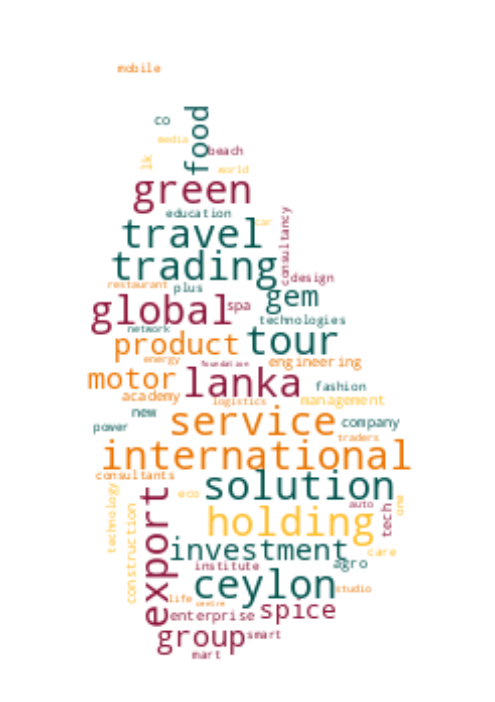 mobile
co
food
media
beach
lk
world
green
education
car
consultancy
travel
trading
design
restaurant
plus
gem
global
spa
technologies
network
product
tour
energy
foundation
engineering
motor
lanka
fashion
academy
logistics
management
new
service
company
power
traders
international
consultants
solution
technology
export
eco
auto
one
construction
holding
tech
investment
care
institute
agro
ceylon
studio
life
centre
enterprise
spice
group
smart
mart